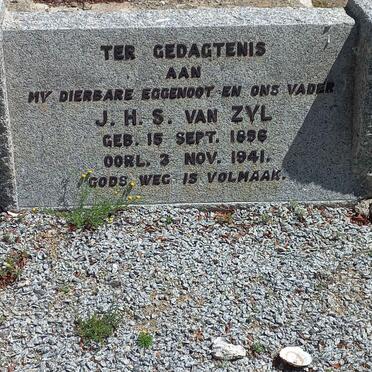 TER GEDAGTENIS
AAN
MY DIERBARE EGGENOOT EN ONS VADER
J. H. S. VAN ZYL
GEB. 15 SEPT. 1896
OORL. 3 NOV. 1941.
GODS WEG IS VOLMAAK.